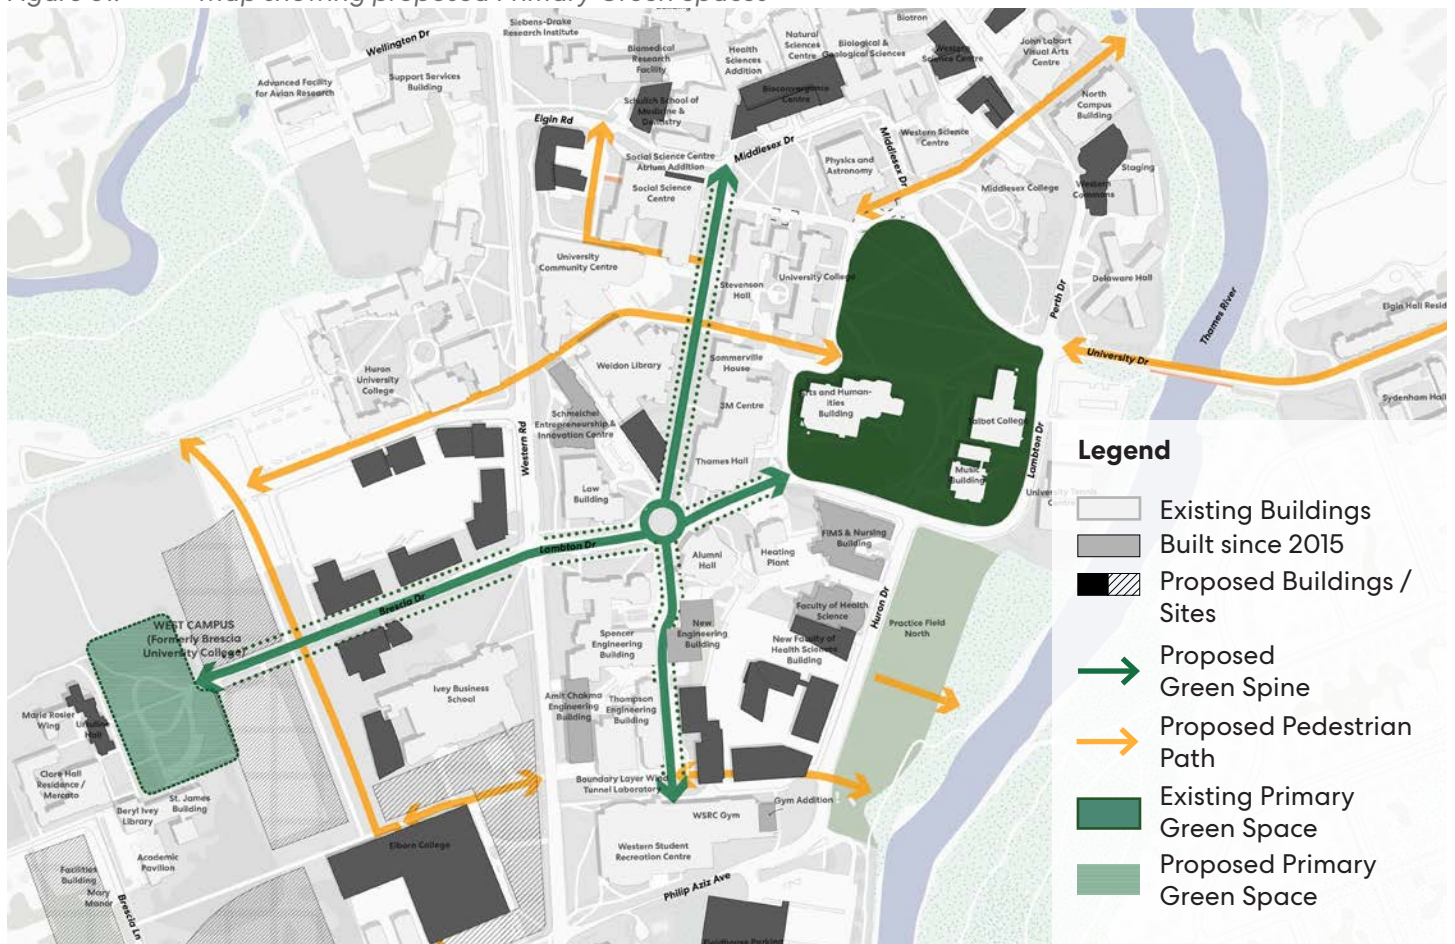 Figure
Map showing proposed Primary Green spaces
Wellington Dr
Siebens-Drake
Research Institute
Biotron
Advanced Facility
for Avian Research
Support Services
Building
Biomedical
Research
Facility
Health
Sciences
Addition
Natural
Sciences
Centre
Biological &
Geological Sciences
Western
Science Centre
John Labart
Visual Arts
Centre
Bioconvergence
Centre
North
Campus
Building
Schulich School of
Medicine &
Dentistry
Elgin Rd
Middlesex Dr
Middlesex Dr
Western Science
Centre
Social Science Centre
Atrium Addition
Physics and
Astronomy
Staging
Social Science
Centre
Middlesex College
Western
Commons
University
Community Centre
Stevenson
Hall
University College
Delaware Hall
Perth Dr
Thames River
Elgin Hall Resid
University Dr
Weldon Library
Sommerville
House
Huron
University
College
3M Centre
Arts and Human-
ities
Building
Talbot College
Sydenham Hall
Schmeichel
Entrepreneurship &
Innovation Centre
Western Rd
Thames Hall
Music
Building
Lambton Dr
University Tennis
Centre
Law
Building
Lambton Dr
Alumni
Hall
Heating
Plant
FIMS & Nursing
Building
Brescia Dr
Faculty of Health
Science
Huron Dr
Practice Field
North
WEST CAMPUS
(Formerly Brescia
University College)
Spencer
Engineering
Building
New
Engineering
Building
New Faculty of
Health Sciences
Building
Ivey Business
School
Amit Chakma
Engineering
Building
Thompson
Engineering
Building
Marie Rosier
Wing
Ursuline
Hall
Clare Hall
Residence /
Mercato
Boundary Layer Wind
Tunnel Laboratory
St. James
Building
Beryl Ivey
Library
WSRC Gym
Gym Addition
Elborn College
Western Student
Recreation Centre
Academic
Pavilion
Facilities
Building
Mary
Manor
Brescia Ln
Philip Aziz Ave
Fieldhouse Parking
Legend
Existing Buildings
Built since 2015
Proposed Buildings /
Sites
Proposed
Green Spine
Proposed Pedestrian
Path
Existing Primary
Green Space
Proposed Primary
Green Space